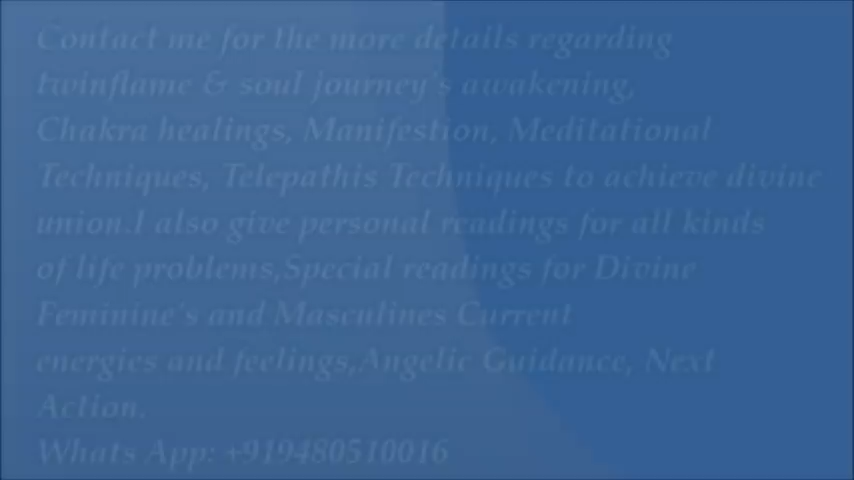 Contact me for the more details regarding
twinflame & soul journey's awakening,
Chakra healings, Manifestion, Meditational
Techniques, Telepathis Techniques to achieve divine
union.I also give personal readings for all kinds
of life problems,Special readings for Divine
Feminine's and Masculines Current
energies and feelings,Angelic Guidance, Next
Action.
Whats App: +919480510016